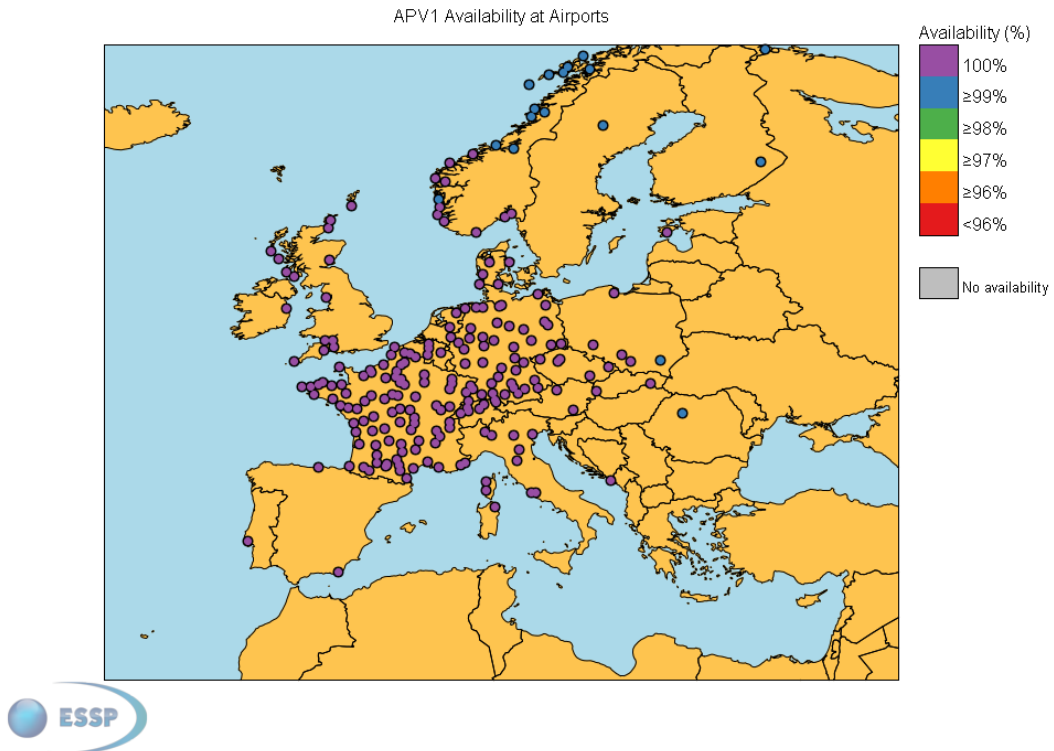 APV1 Availability at Airports
Availability (%)
100%
≥99%
≥98%
≥97%
≥96%
<96%
No availability
ESSP